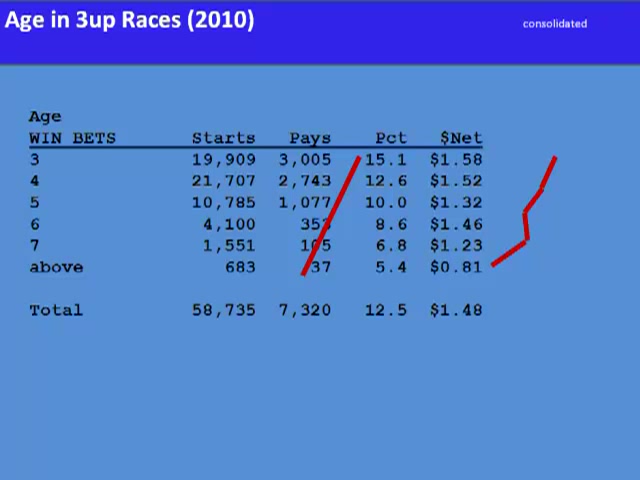 Age in 3up Races (2010)
consolidated
Age
WIN BETS Starts Pays Pct $Net
3 19,909 3,005 15.1 $1.58
4 21,707 2,743 12.6 $1.52
5 10,785 1,077 10.0 $1.32
6 4,100 353 8.6 $1.46
7 1,551 105 6.8 $1.23
above 683 37 5.4 $0.81
Total 58,735 7,320 12.5 $1.48